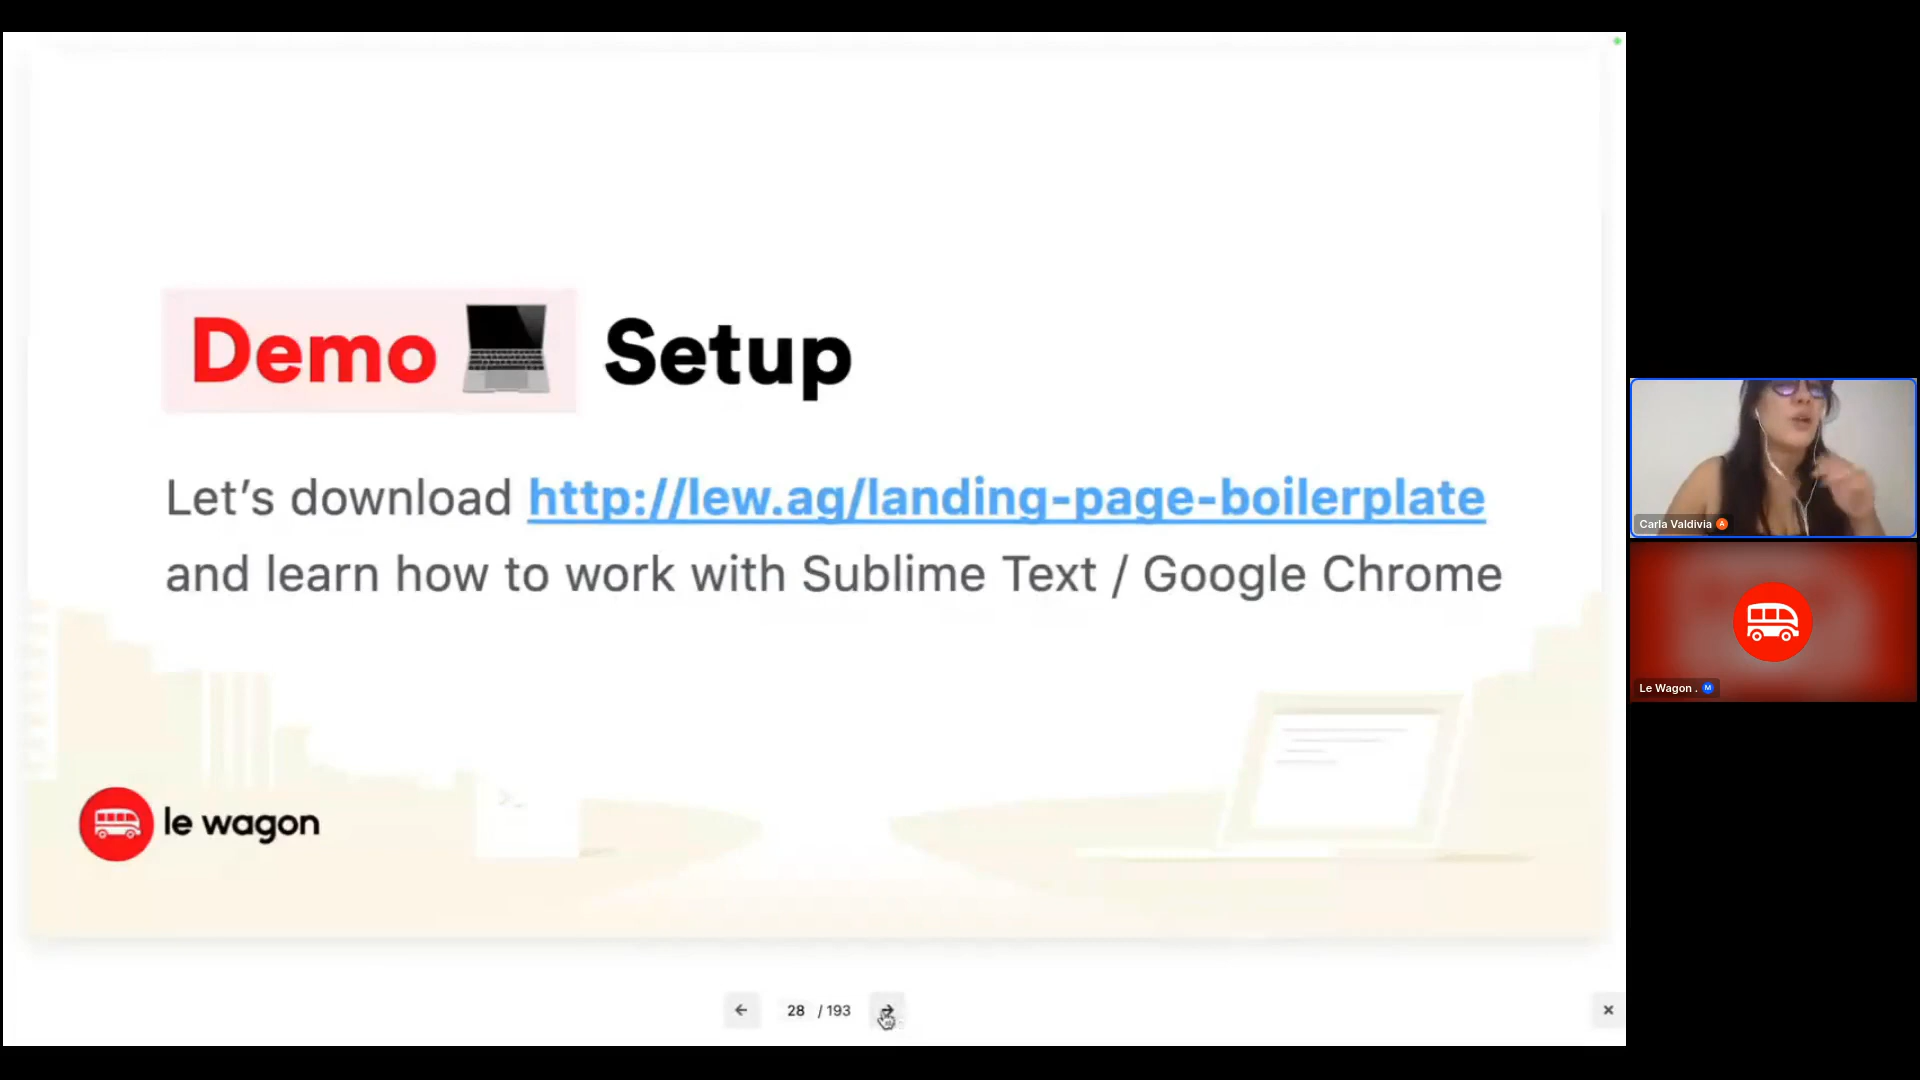 Demo Setup
Let's download http://lew.ag/landing-page-boilerplate
and learn how to work with Sublime Text / Google Chrome
le wagon
28 / 193
Carla Valdivia A
Le Wagon . M